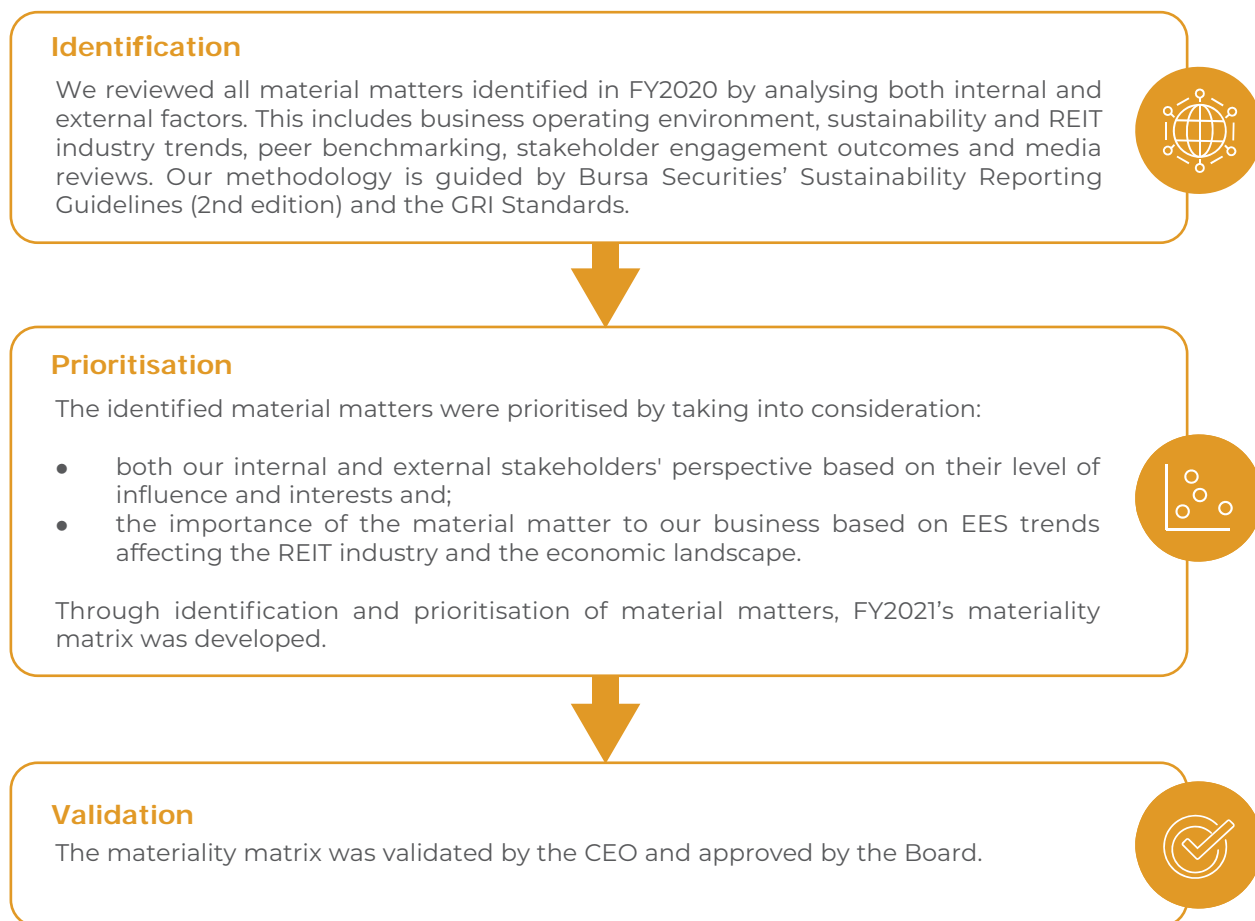 Identification
We reviewed all material matters identified in FY2020 by analysing both internal and
external factors. This includes business operating environment, sustainability and REIT
industry trends, peer benchmarking, stakeholder engagement outcomes and media
reviews. Our methodology is guided by Bursa Securities’ Sustainability Reporting
Guidelines (2nd edition) and the GRI Standards.
Prioritisation
The identified material matters were prioritised by taking into consideration:
● both our internal and external stakeholders' perspective based on their level of
influence and interests and;
● the importance of the material matter to our business based on EES trends
affecting the REIT industry and the economic landscape.
Through identification and prioritisation of material matters, FY2021’s materiality
matrix was developed.
Validation
The materiality matrix was validated by the CEO and approved by the Board.